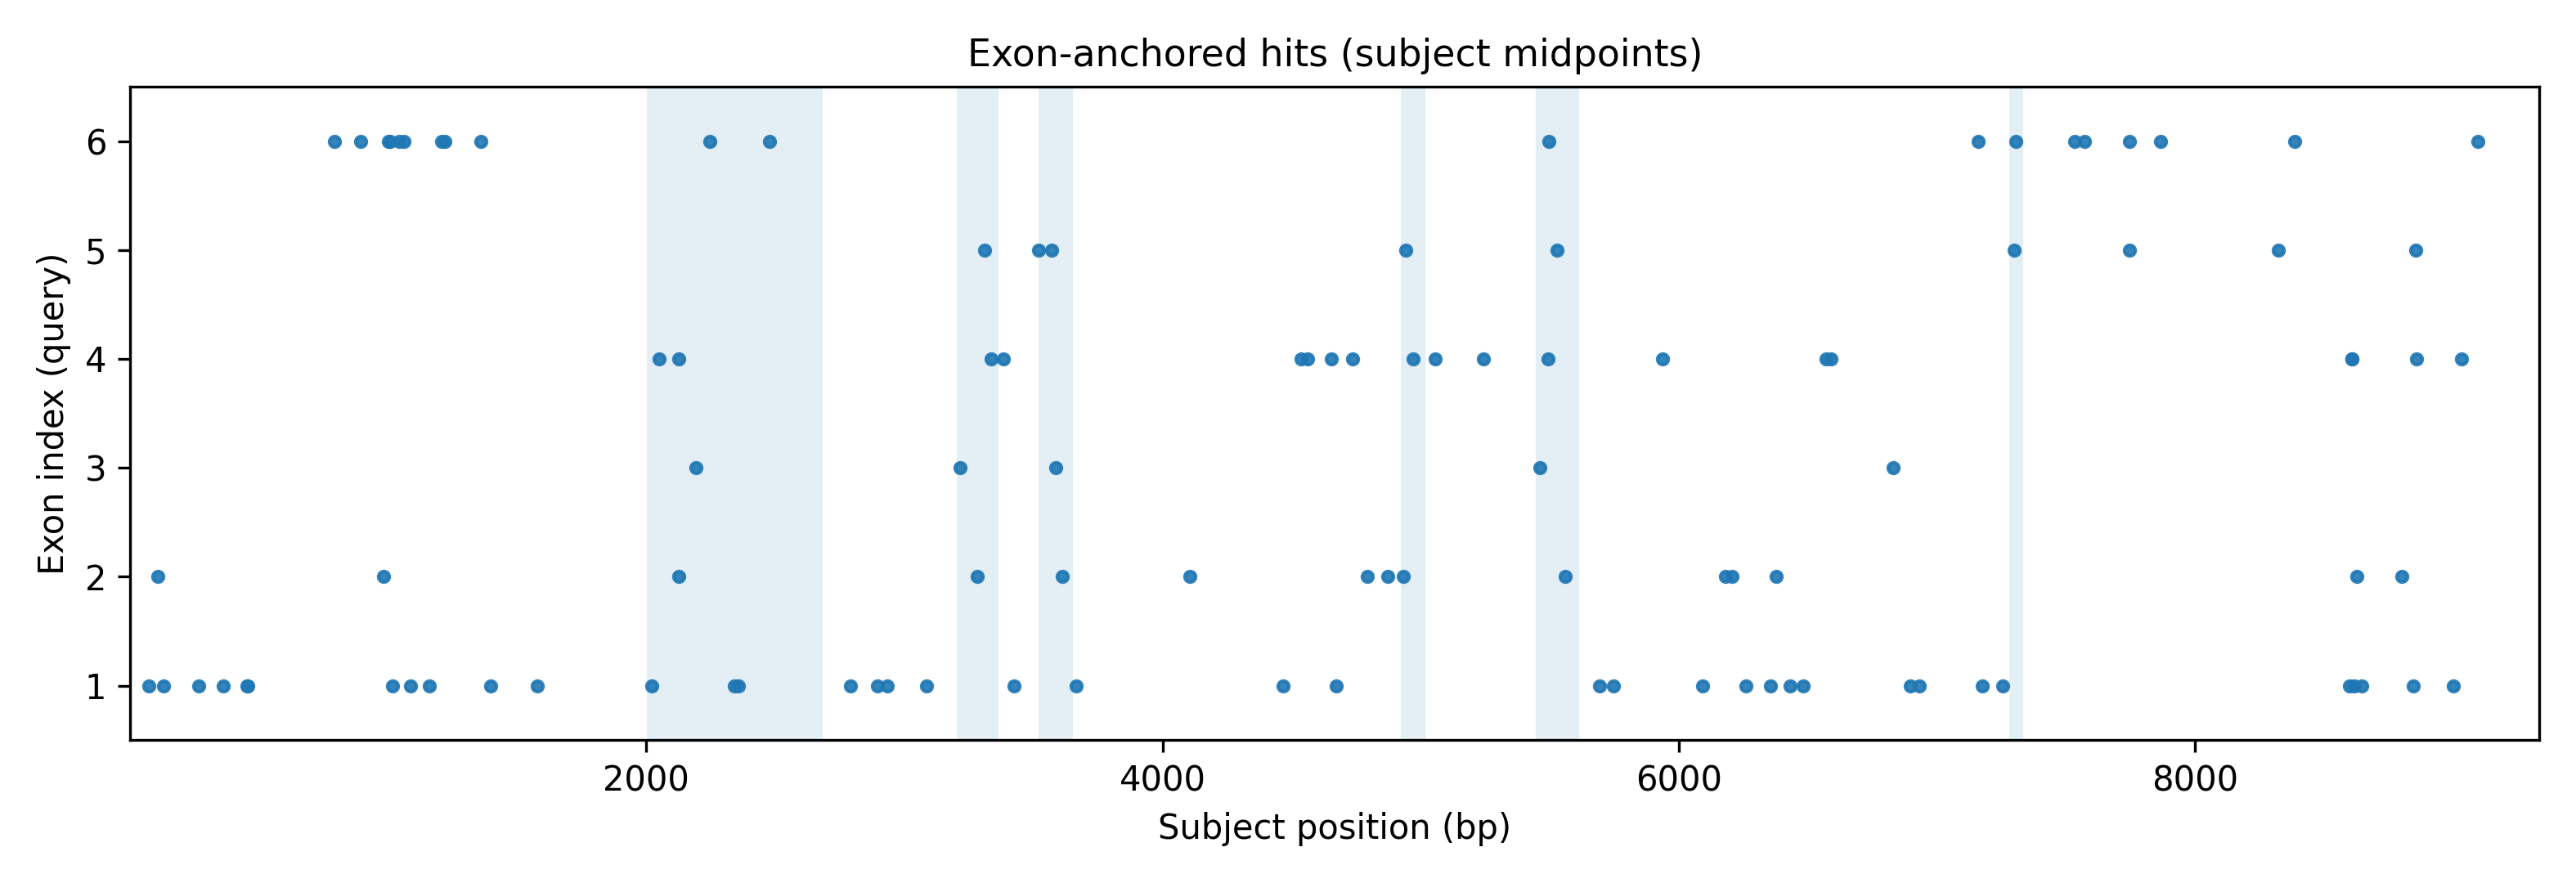 Exon-anchored hits (subject midpoints)
Exon index (query)
6
5
4
3
2
1
2000 4000 6000 8000
Subject position (bp)